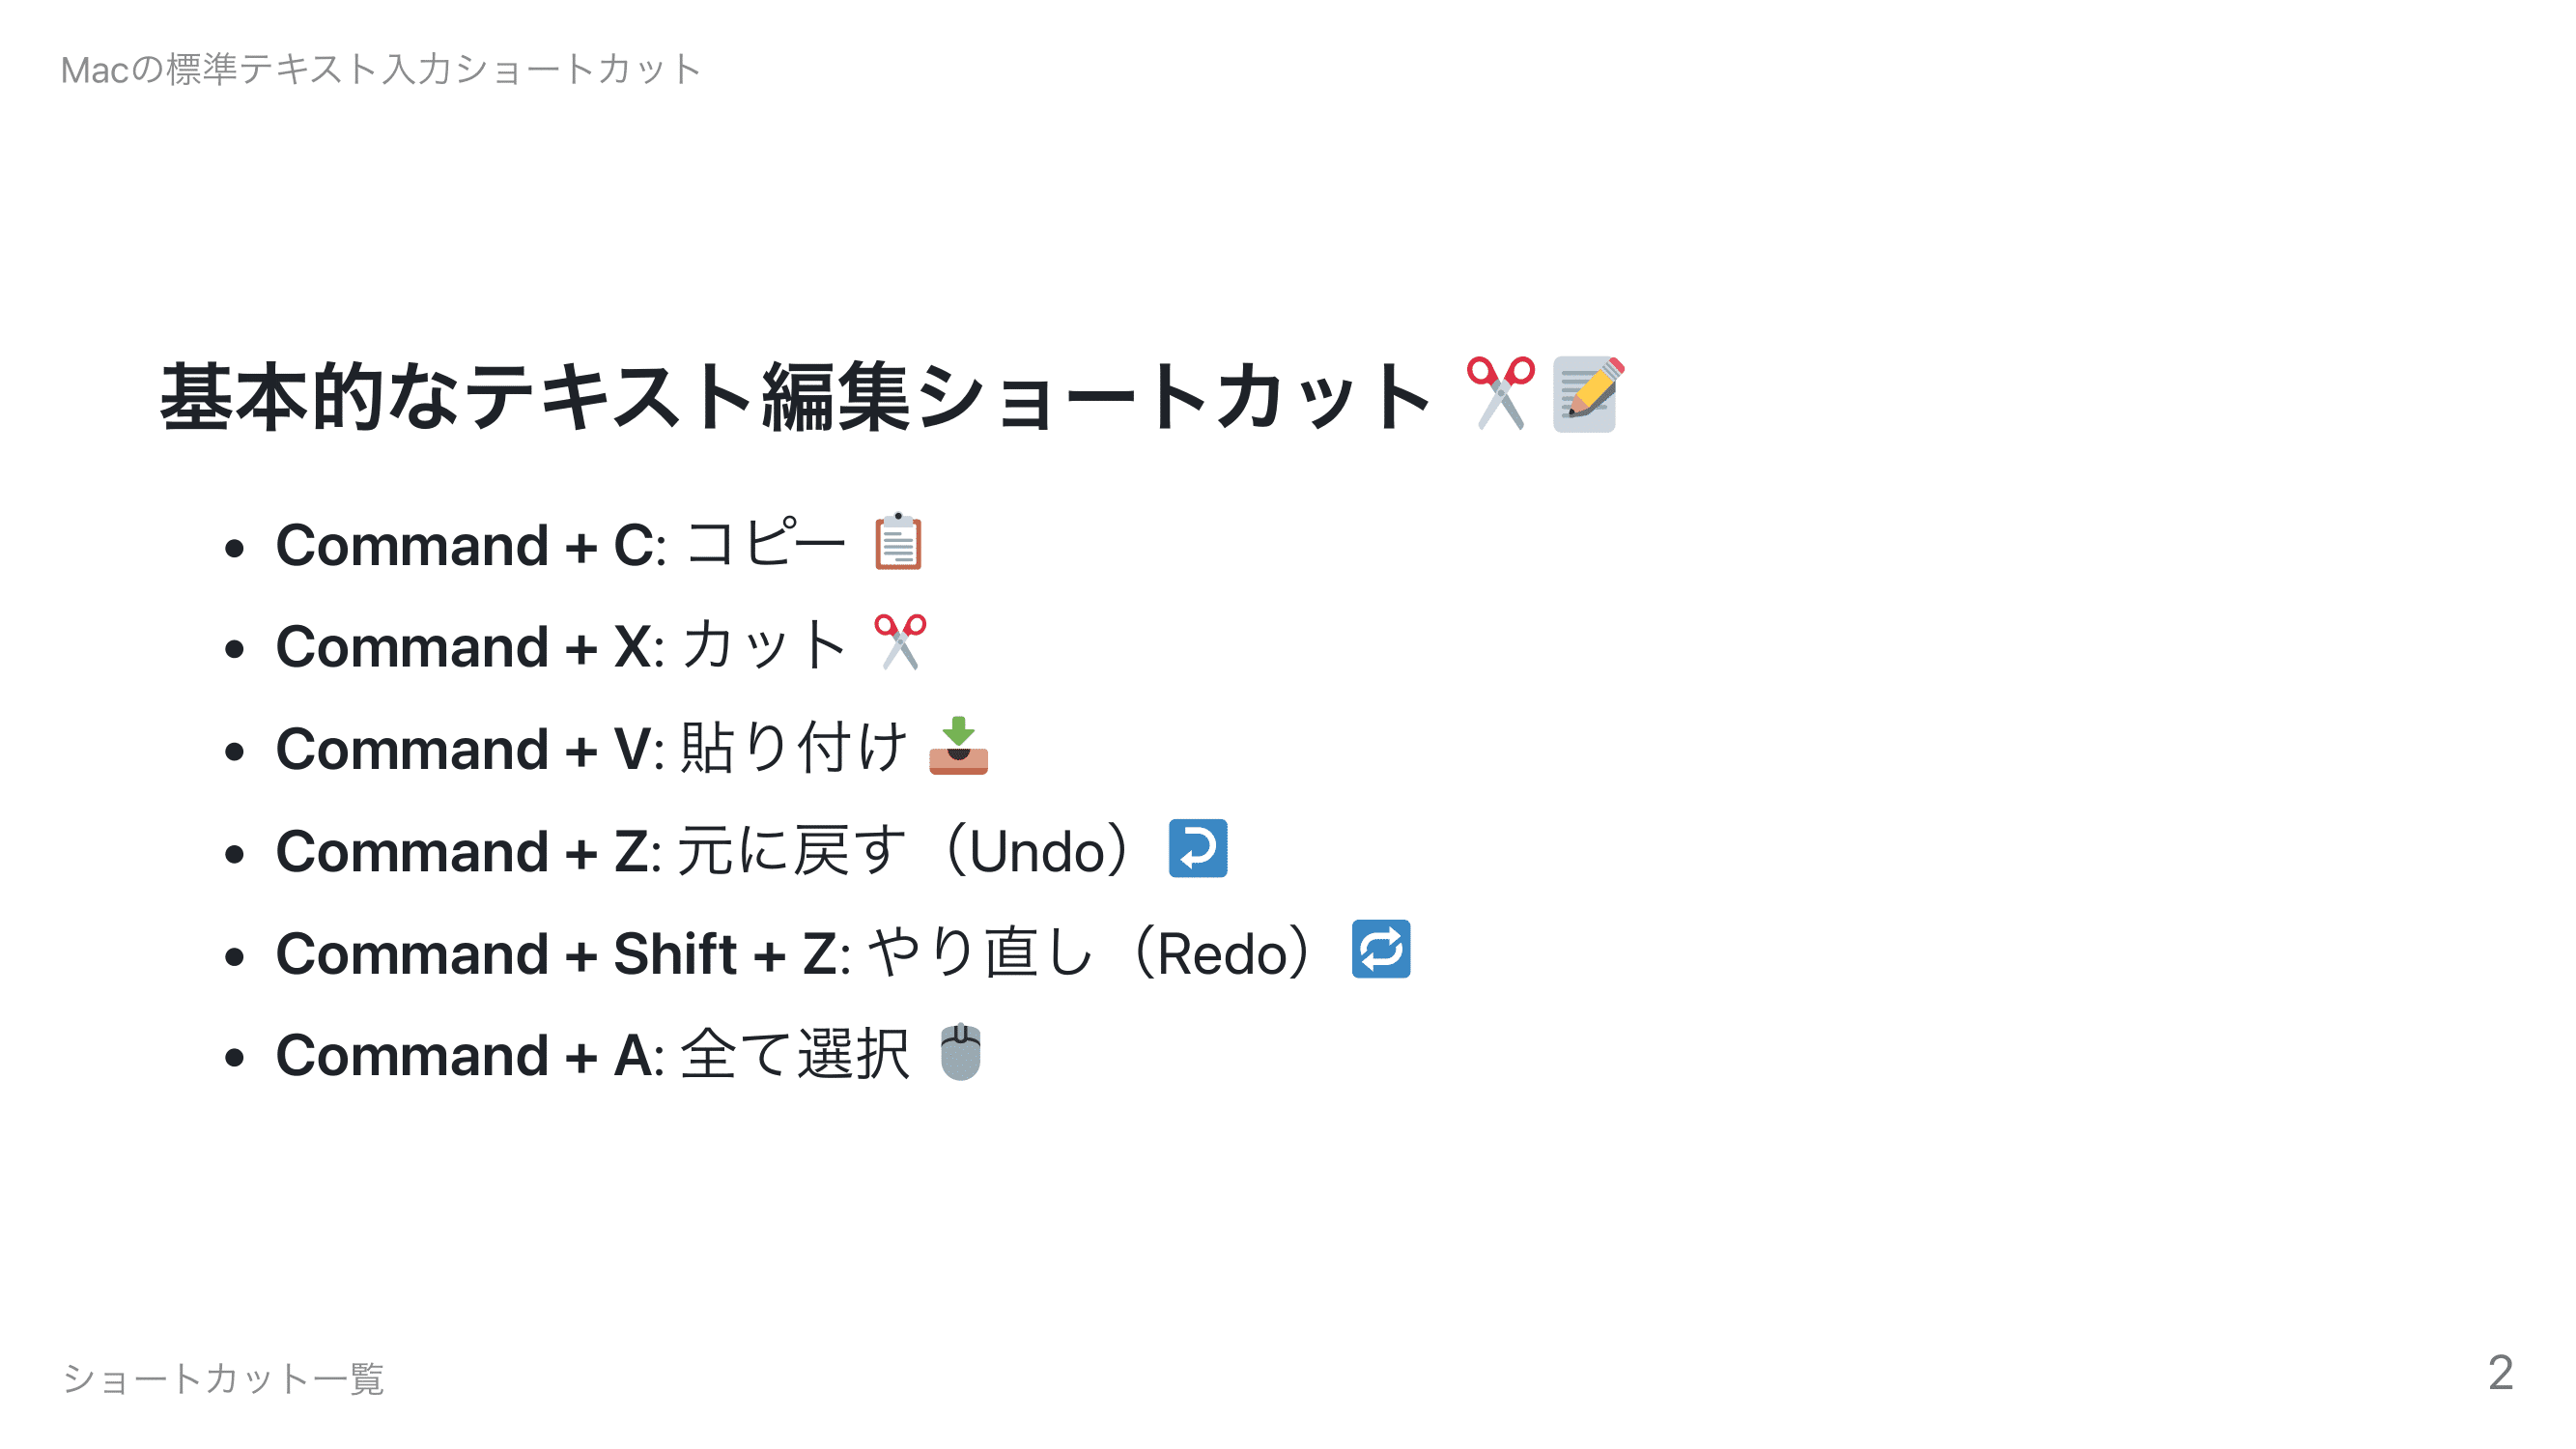 Macの標準テキスト入力ショートカット
基本的なテキスト編集ショートカット ✂️📝
• Command + C: コピー 📋
• Command + X: カット ✂️
• Command + V: 貼り付け 📥
• Command + Z: 元に戻す（Undo）↩️
• Command + Shift + Z: やり直し（Redo）🔁
• Command + A: 全て選択 🖱️
ショートカット一覧
2